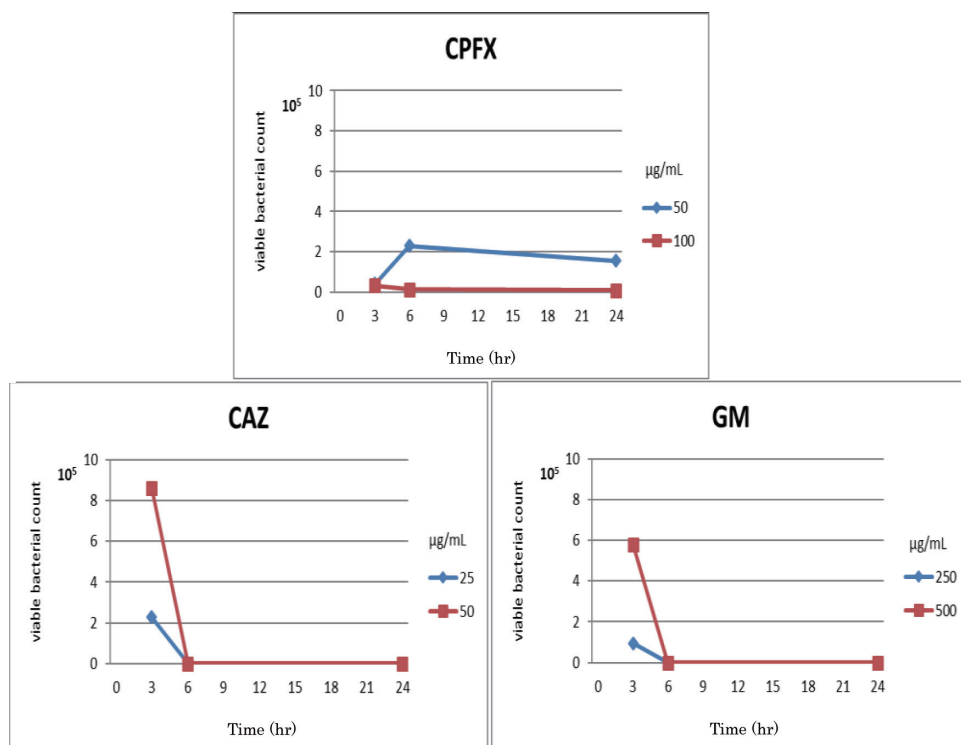 CPFX
10⁵
viable bacterial count
10
8
6
4
2
0
0 3 6 9 12 15 18 21 24
Time (hr)
µg/mL
50
100
CAZ
10⁵
viable bacterial count
10
8
6
4
2
0
0 3 6 9 12 15 18 21 24
Time (hr)
µg/mL
25
50
GM
10⁵
viable bacterial count
10
8
6
4
2
0
0 3 6 9 12 15 18 21 24
Time (hr)
µg/mL
250
500